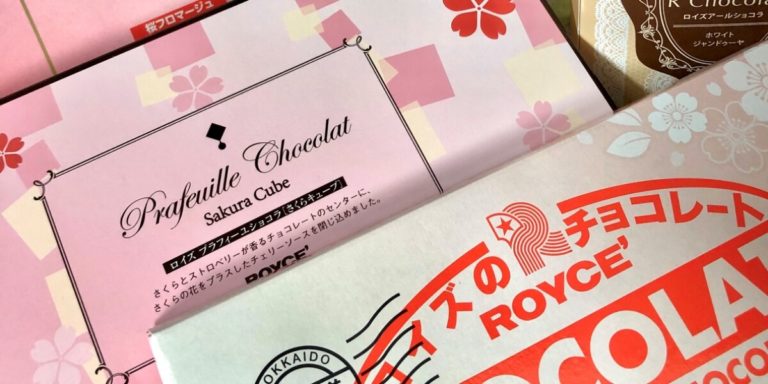 桜フロマージュ
R Chocola
ロイズアールショコラ
ホワイト
ジャンドゥーヤ
Prafeuille Chocolat
Sakura Cube
ロイズ プラフィーユショコラ[さくらキューブ]
さくらとストロベリーが香るチョコレートのセンターに、
さくらの花をプラスしたチェリーソースを閉じ込めました。
ROYCE'
イズの R チョコレート
ROYCE'
OCOLAT
HOKKAIDO
OCO